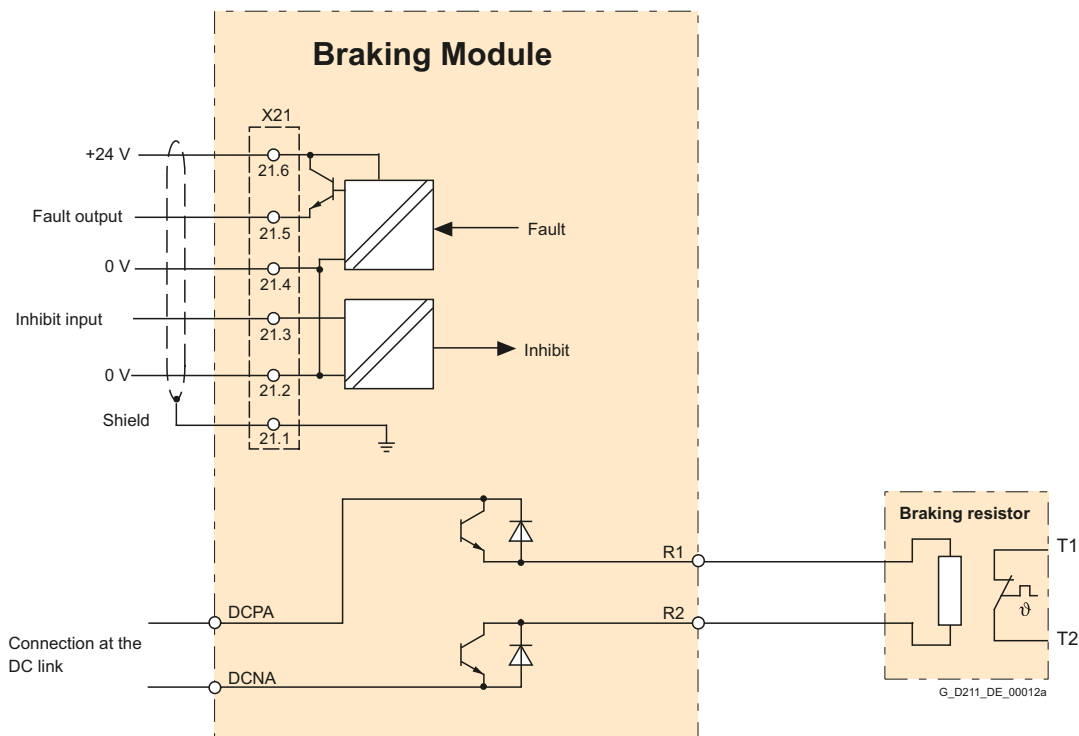 Braking Module
X21
+24 V
21.6
Fault output
21.5
Fault
0 V
21.4
Inhibit input
21.3
Inhibit
0 V
21.2
Shield
21.1
Braking resistor
R1
T1
ϑ
DCPA
R2
T2
Connection at the
DC link
DCNA
G_D211_DE_00012a